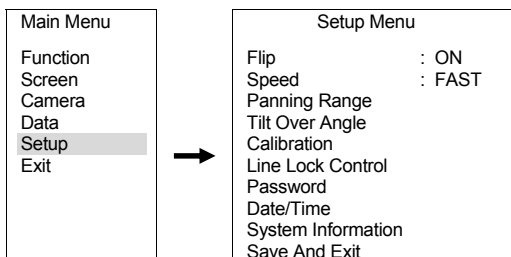 Main Menu
Function
Screen
Camera
Data
Setup
Exit
Setup Menu
Flip : ON
Speed : FAST
Panning Range
Tilt Over Angle
Calibration
Line Lock Control
Password
Date/Time
System Information
Save And Exit